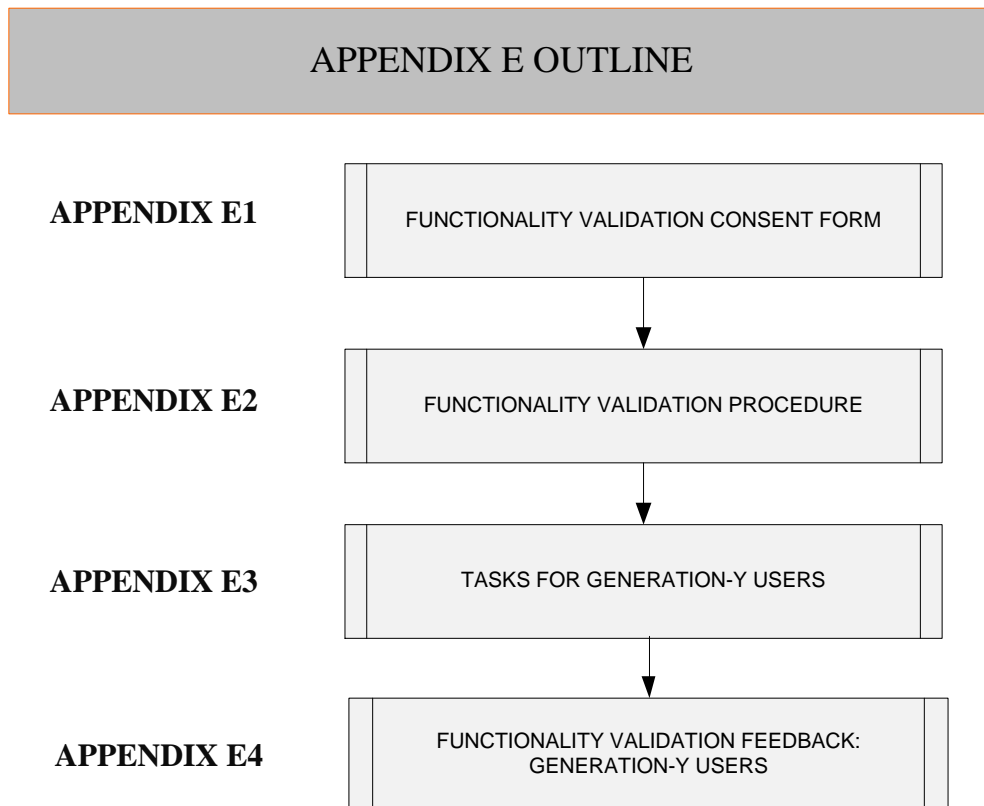 APPENDIX E OUTLINE
APPENDIX E1
FUNCTIONALITY VALIDATION CONSENT FORM
APPENDIX E2
FUNCTIONALITY VALIDATION PROCEDURE
APPENDIX E3
TASKS FOR GENERATION-Y USERS
APPENDIX E4
FUNCTIONALITY VALIDATION FEEDBACK:
GENERATION-Y USERS